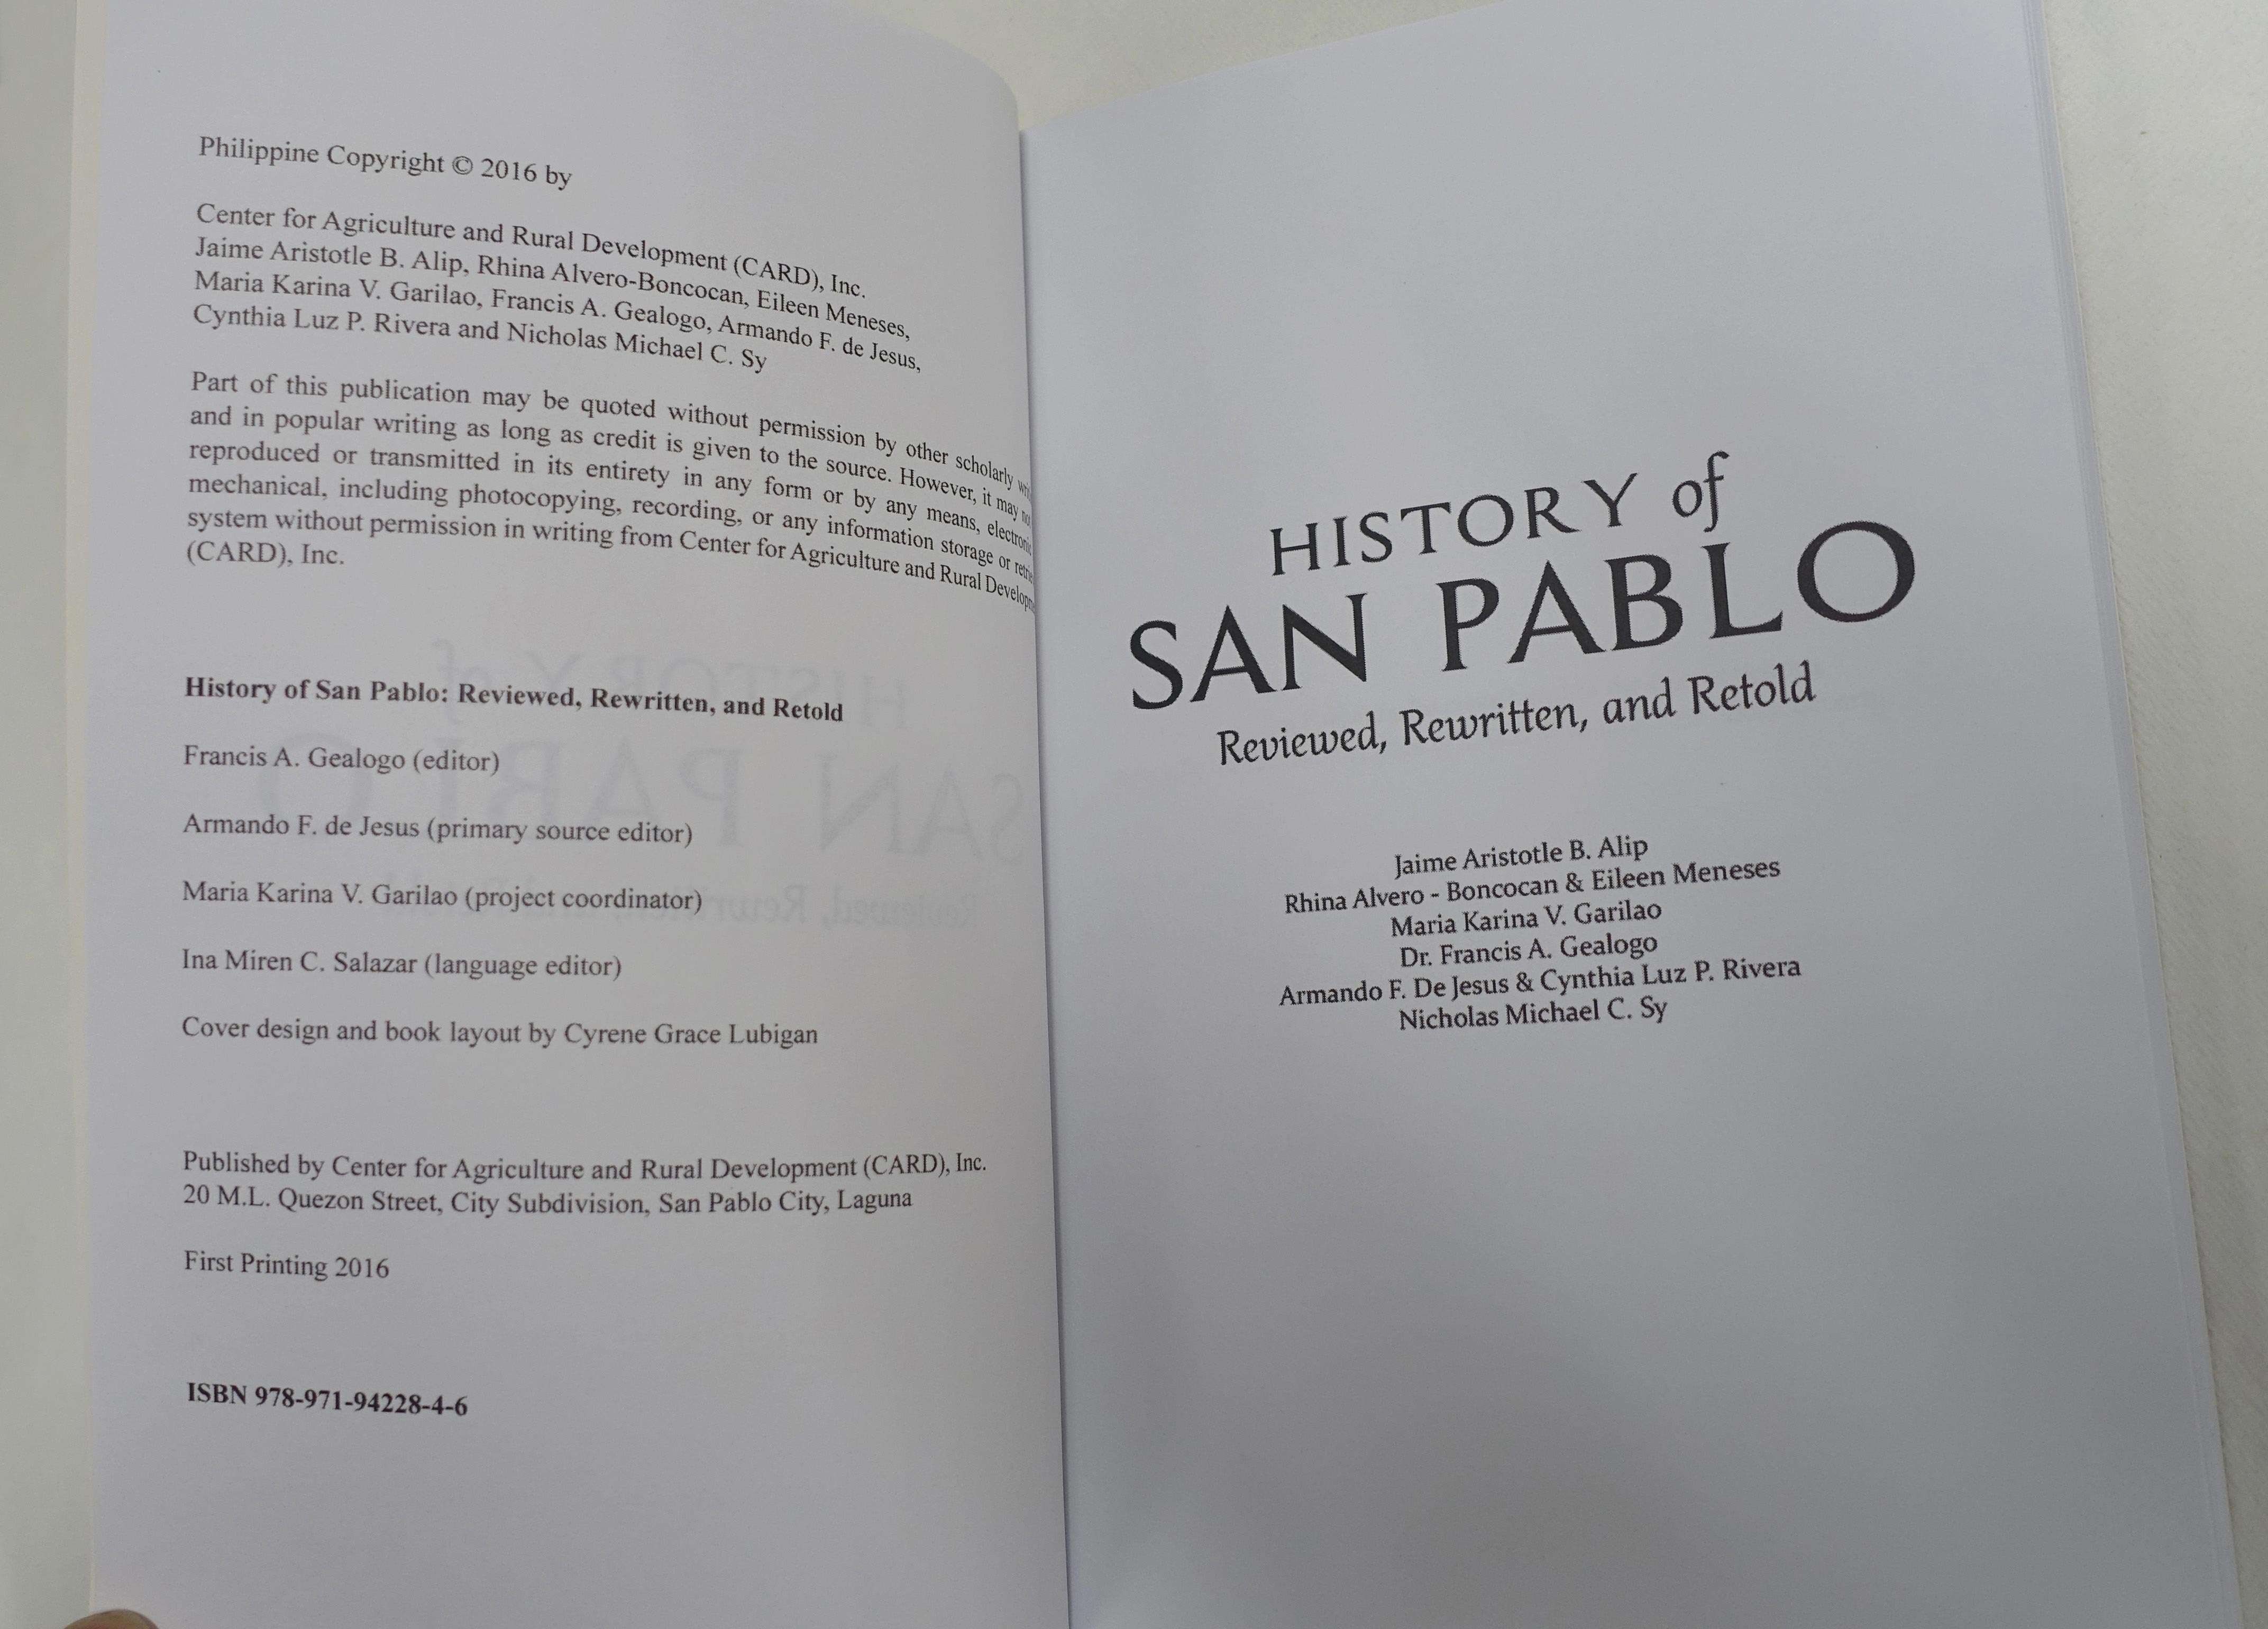 Philippine Copyright © 2016 by
Center for Agriculture and Rural Development (CARD), Inc.
Jaime Aristotle B. Alip, Rhina Alvero-Boncocan, Eileen Meneses,
Maria Karina V. Garilao, Francis A. Gealogo, Armando F. de Jesus,
Cynthia Luz P. Rivera and Nicholas Michael C. Sy
Part of this publication may be quoted without permission by other scholarly
and in popular writing as long as credit is given to the source. However, it may
reproduced or transmitted in its entirety in any form or by any means,
mechanical, including photocopying, recording, or any information storage or
system without permission in writing from Center for Agriculture and Rural
(CARD), Inc.
History of San Pablo: Reviewed, Rewritten, and Retold
Francis A. Gealogo (editor)
Armando F. de Jesus (primary source editor)
Maria Karina V. Garilao (project coordinator)
Ina Miren C. Salazar (language editor)
Cover design and book layout by Cyrene Grace Lubigan
Published by Center for Agriculture and Rural Development (CARD), Inc.
20 M.L. Quezon Street, City Subdivision, San Pablo City, Laguna
First Printing 2016
ISBN 978-971-94228-4-6
HISTORY of
SAN PABLO
Reviewed, Rewritten, and Retold
Jaime Aristotle B. Alip
Rhina Alvero - Boncocan & Eileen Meneses
Maria Karina V. Garilao
Dr. Francis A. Gealogo
Armando F. De Jesus & Cynthia Luz P. Rivera
Nicholas Michael C. Sy